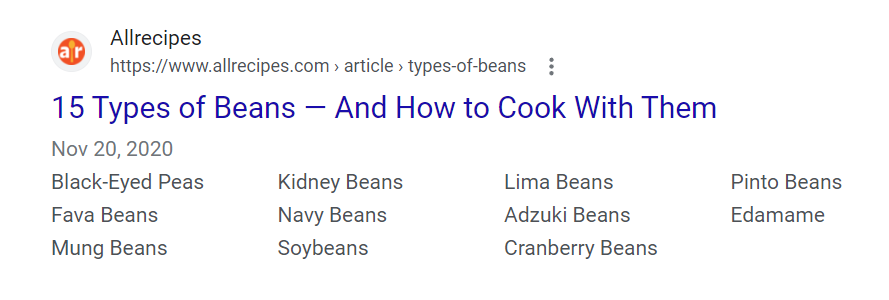 Allrecipes
https://www.allrecipes.com › article › types-of-beans
15 Types of Beans — And How to Cook With Them
Nov 20, 2020
Black-Eyed Peas Kidney Beans Lima Beans Pinto Beans
Fava Beans Navy Beans Adzuki Beans Edamame
Mung Beans Soybeans Cranberry Beans